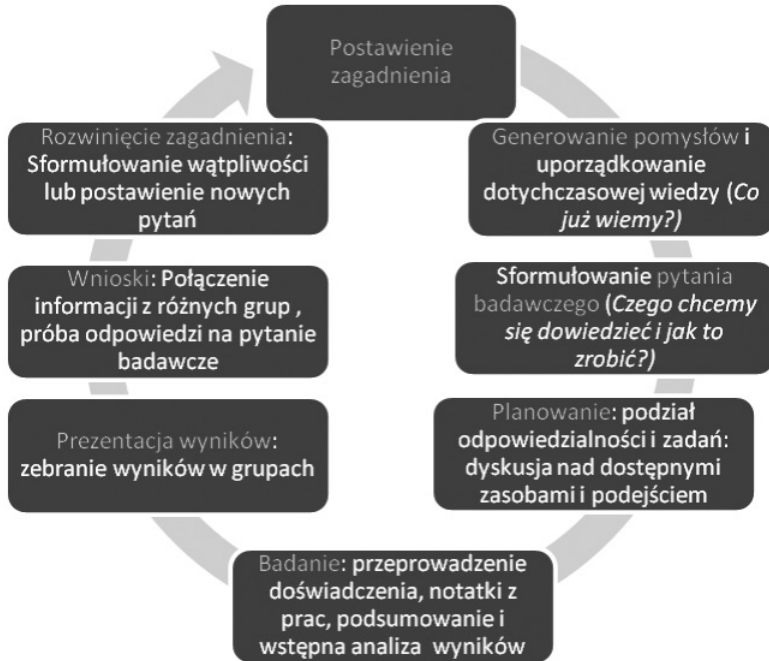 Postawienie
zagadnienia
Generowanie pomysłów i
uporządkowanie
dotychczasowej wiedzy (Co
już wiemy?)
Sformułowanie pytania
badawczego (Czego chcemy
się dowiedzieć i jak to
zrobić?)
Planowanie: podział
odpowiedzialności i zadań:
dyskusja nad dostępnymi
zasobami i podejściem
Badanie: przeprowadzenie
doświadczenia, notatki z
prac, podsumowanie i
wstępna analiza wyników
Prezentacja wyników:
zebranie wyników w grupach
Wnioski: Połączenie
informacji z różnych grup ,
próba odpowiedzi na pytanie
badawcze
Rozwinięcie zagadnienia:
Sformułowanie wątpliwości
lub postawienie nowych
pytań